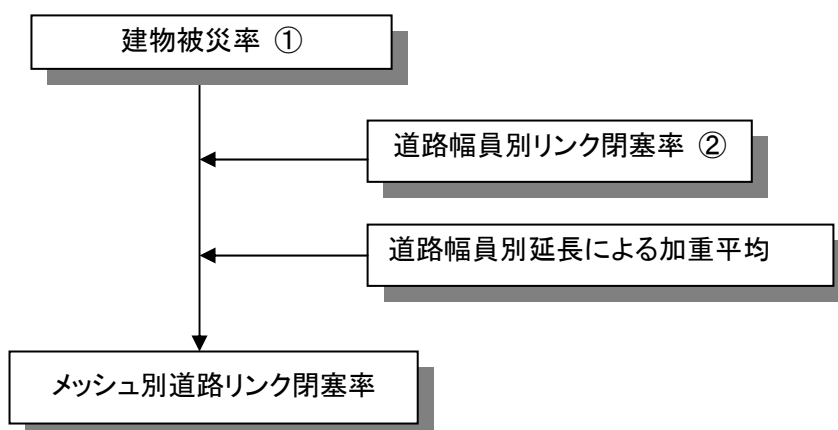 建物被災率 ①
道路幅員別リンク閉塞率 ②
道路幅員別延長による加重平均
メッシュ別道路リンク閉塞率